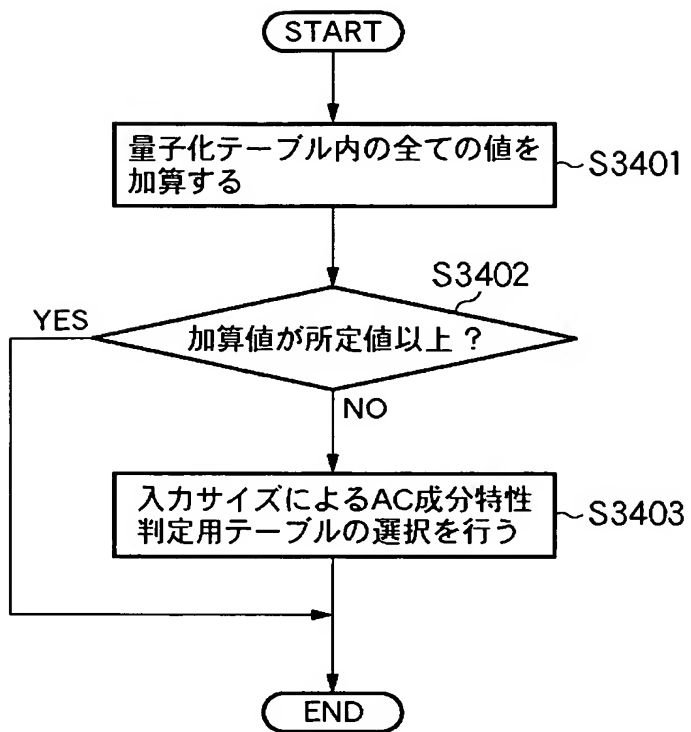 START
量子化テーブル内の全ての値を
加算する
S3401
S3402
YES
加算値が所定値以上 ?
NO
入力サイズによるAC成分特性
判定用テーブルの選択を行う
S3403
END